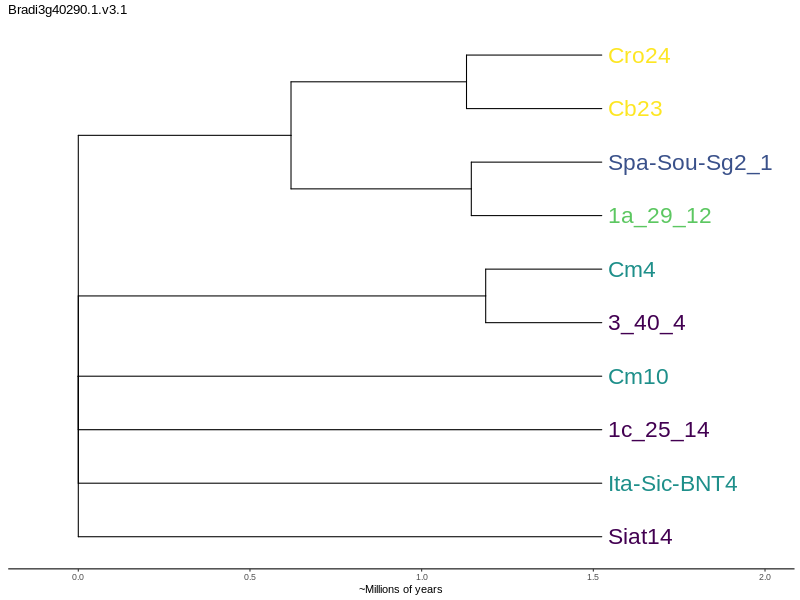 Bradi3g40290.1.v3.1
Cro24
Cb23
Spa-Sou-Sg2_1
1a_29_12
Cm4
3_40_4
Cm10
1c_25_14
Ita-Sic-BNT4
Siat14
0.0 0.5 1.0 1.5 2.0
~Millions of years